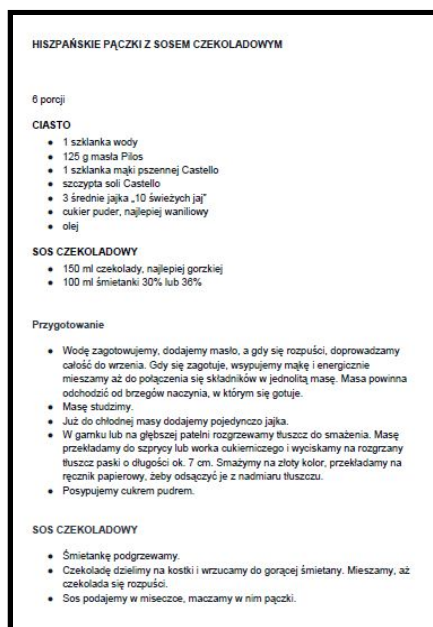 HISZPAŃSKIE PĄCZKI Z SOSEM CZEKOLADOWYM
6 porcji
CIASTO
• 1 szklanka wody
• 125 g masła Pilos
• 1 szklanka mąki pszennej Castello
• szczypta soli Castello
• 3 średnie jajka „10 świeżych jaj"
• cukier puder, najlepiej waniliowy
• olej
SOS CZEKOLADOWY
• 150 ml czekolady, najlepiej gorzkiej
• 100 ml śmietanki 30% lub 36%
Przygotowanie
• Wodę zagotowujemy, dodajemy masło, a gdy się rozpuści, doprowadzamy
całość do wrzenia. Gdy się zagotuje, wsypujemy mąkę i energicznie
mieszamy aż do połączenia się składników w jednolitą masę. Masa powinna
odchodzić od brzegów naczynia, w którym się gotuje.
• Masę studzimy.
• Już do chłodnej masy dodajemy pojedynczo jajka.
• W garnku lub na głębszej patelni rozgrzewamy tłuszcz do smażenia. Masę
przekładamy do szprycy lub worka cukierniczego i wyciskamy na rozgrzany
tłuszcz paski o długości ok. 7 cm. Smażymy na złoty kolor, przekładamy na
ręcznik papierowy, żeby odsączyć je z nadmiaru tłuszczu.
• Posypujemy cukrem pudrem.
SOS CZEKOLADOWY
• Śmietankę podgrzewamy.
• Czekoladę dzielimy na kostki i wrzucamy do gorącej śmietany. Mieszamy, aż
czekolada się rozpuści.
• Sos podajemy w miseczce, maczamy w nim pączki.